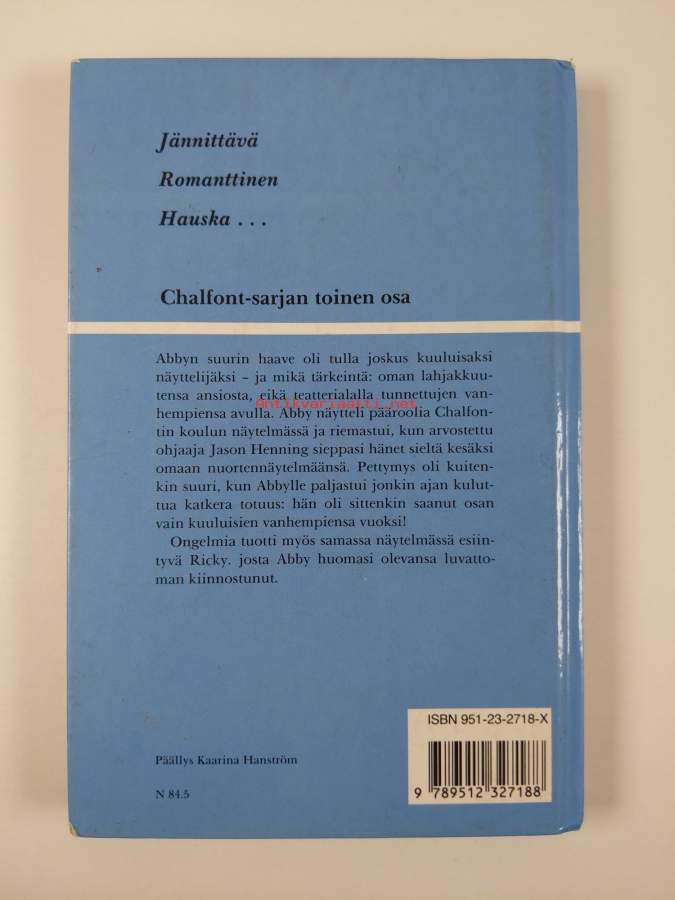 Jännittävä
Romanttinen
Hauska . . .
Chalfont-sarjan toinen osa
Abbyn suurin haave oli tulla joskus kuuluisaksi
näyttelijäksi – ja mikä tärkeintä: oman lahjakkuu-
tensa ansiosta, eikä teatterialalla tunnettujen van-
Antikvariaatti.net
hempiensa avulla. Abby näytteli pääroolia Chalfon-
tin koulun näytelmässä ja riemastui, kun arvostettu
ohjaaja Jason Henning sieppasi hänet sieltä kesäksi
omaan nuortennäytelmäänsä. Pettymys oli kuiten-
kin suuri, kun Abbylle paljastui jonkin ajan kulut-
tua katkera totuus: hän oli sittenkin saanut osan
vain kuuluisien vanhempiensa vuoksi!
Ongelmia tuotti myös samassa näytelmässä esiin-
tyvä Ricky. josta Abby huomasi olevansa luvatto-
man kiinnostunut.
ISBN 951-23-2718-X
9 789512 327188
Päällys Kaarina Hanström
N 84.5